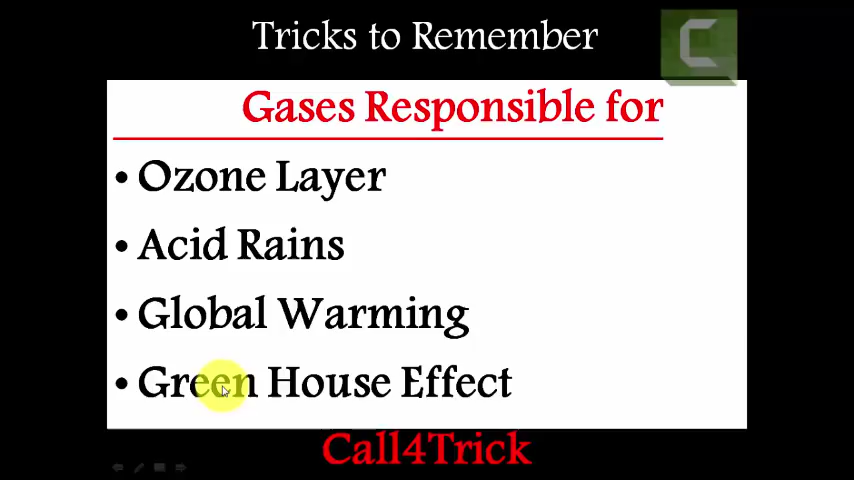 Tricks to Remember
Gases Responsible for
• Ozone Layer
• Acid Rains
• Global Warming
• Green House Effect
Call4Trick